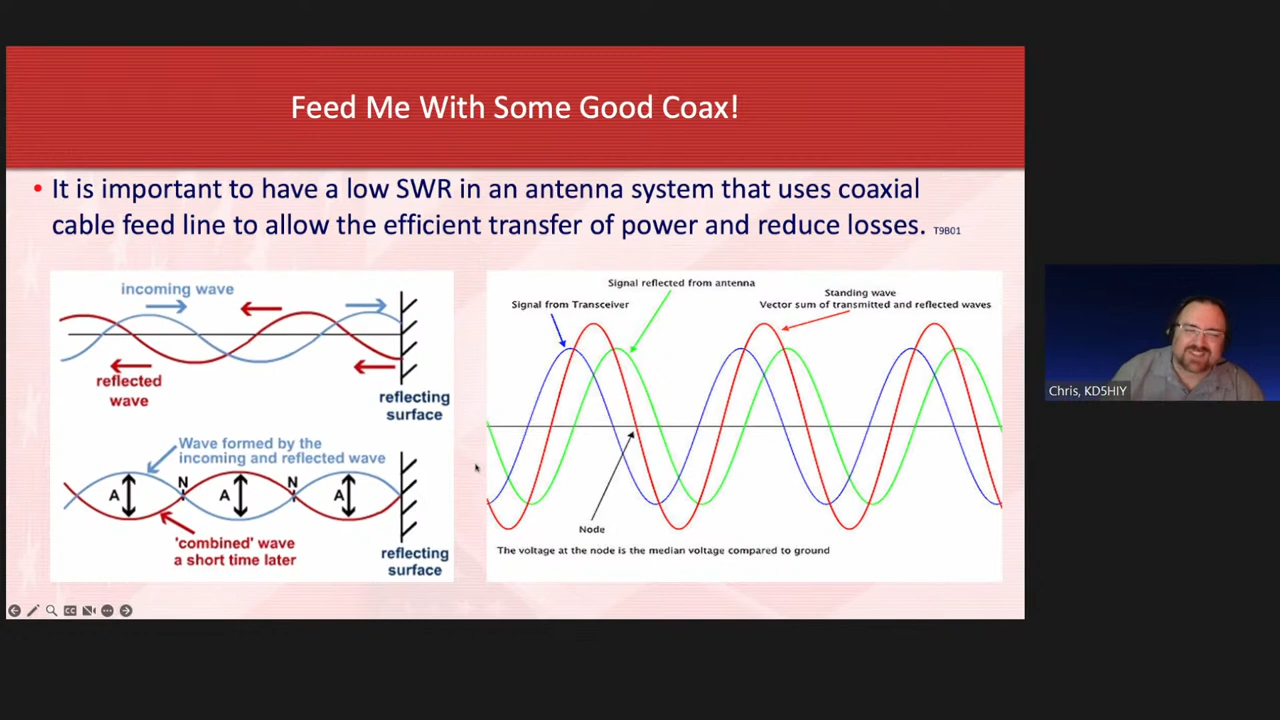 Feed Me With Some Good Coax!
• It is important to have a low SWR in an antenna system that uses coaxial
cable feed line to allow the efficient transfer of power and reduce losses. T9B01
incoming wave
reflected
wave
reflecting
surface
Wave formed by the
incoming and reflected wave
A
N
A
N
A
'combined' wave
a short time later
reflecting
surface
Signal reflected from antenna
Signal from Transceiver
Standing wave
Vector sum of transmitted and reflected waves
Node
The voltage at the node is the median voltage compared to ground
Chris, KD5HIY
CC